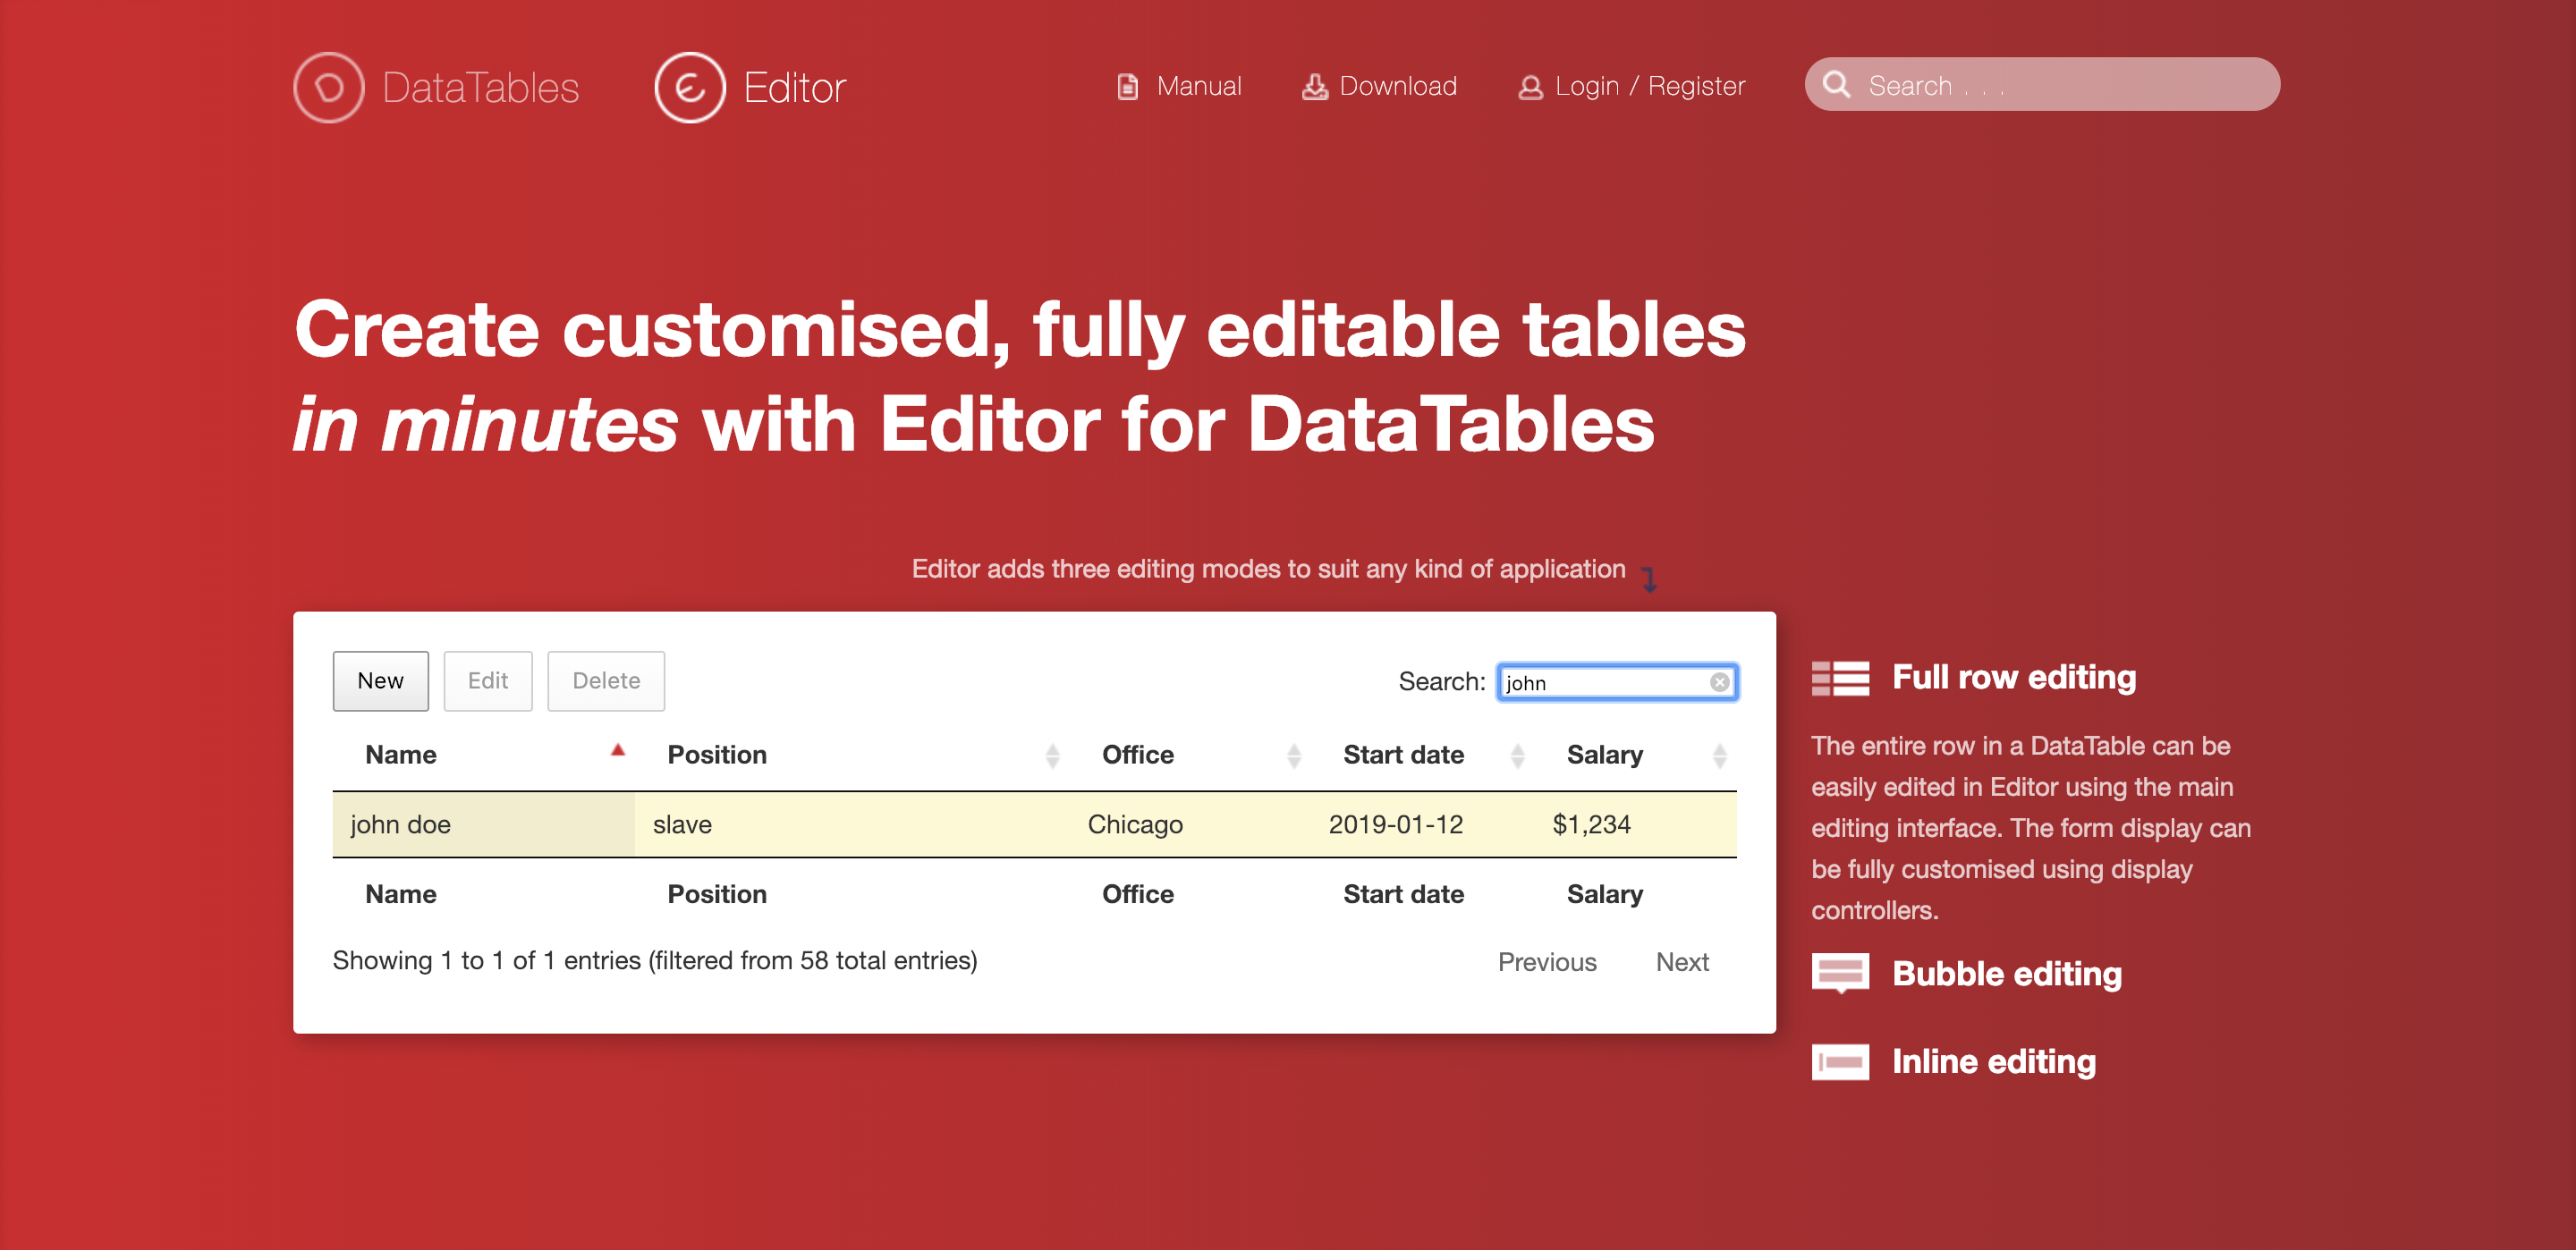 DataTables Editor Manual Download Login / Register Search . . .
Create customised, fully editable tables
in minutes with Editor for DataTables
Editor adds three editing modes to suit any kind of application
New Edit Delete Search: john
Name Position Office Start date Salary
john doe slave Chicago 2019-01-12 $1,234
Name Position Office Start date Salary
Showing 1 to 1 of 1 entries (filtered from 58 total entries) Previous Next
Full row editing
The entire row in a DataTable can be
easily edited in Editor using the main
editing interface. The form display can
be fully customised using display
controllers.
Bubble editing
Inline editing